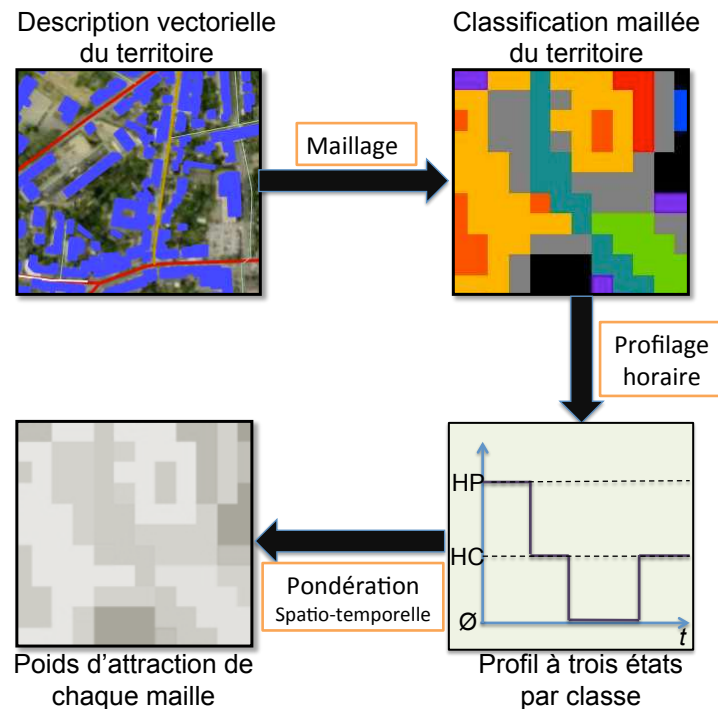 Description vectorielle
du territoire
Classification maillée
du territoire
Maillage
Profilage
horaire
HP
HC
Ø
t
Pondération
Spatio-temporelle
Poids d'attraction de
chaque maille
Profil à trois états
par classe